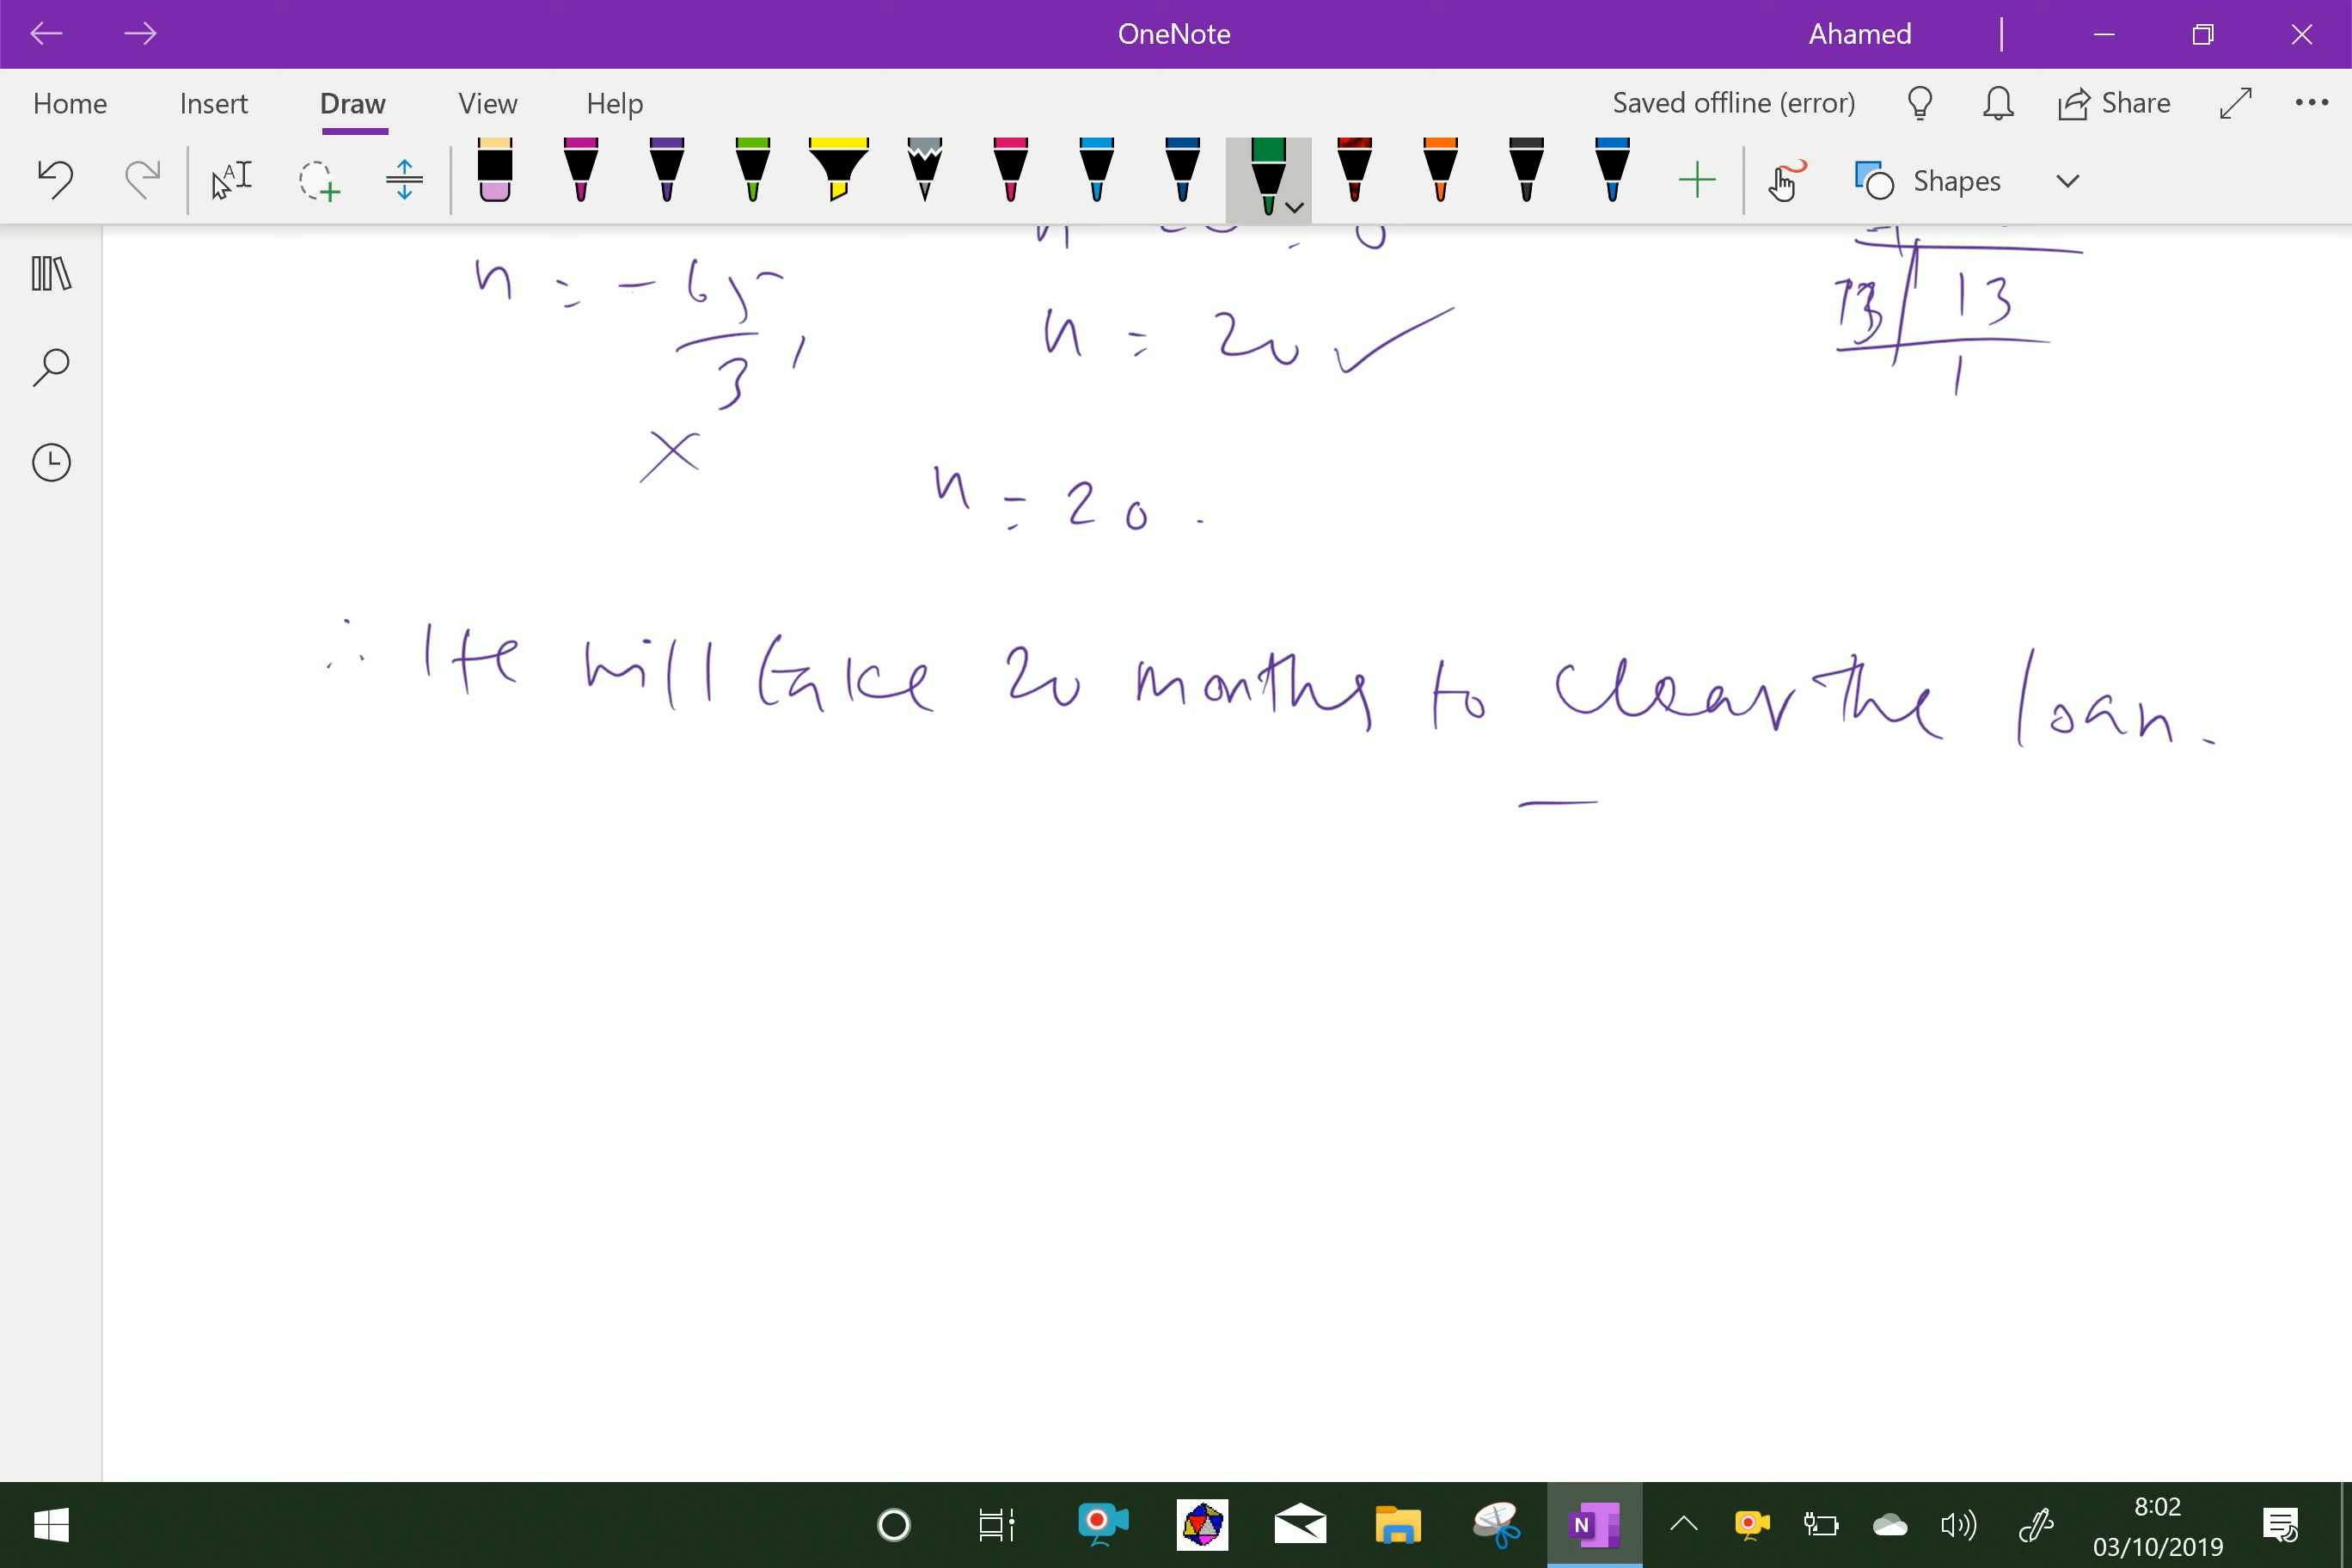 OneNote
Ahamed
Home Insert Draw View Help
Saved offline (error)
Share
Shapes
n = -65/3 ,
n = 20 ✓
13 | 13
1
×
n = 20 .
∴ He will take 20 months to clear the loan.
8:02
03/10/2019